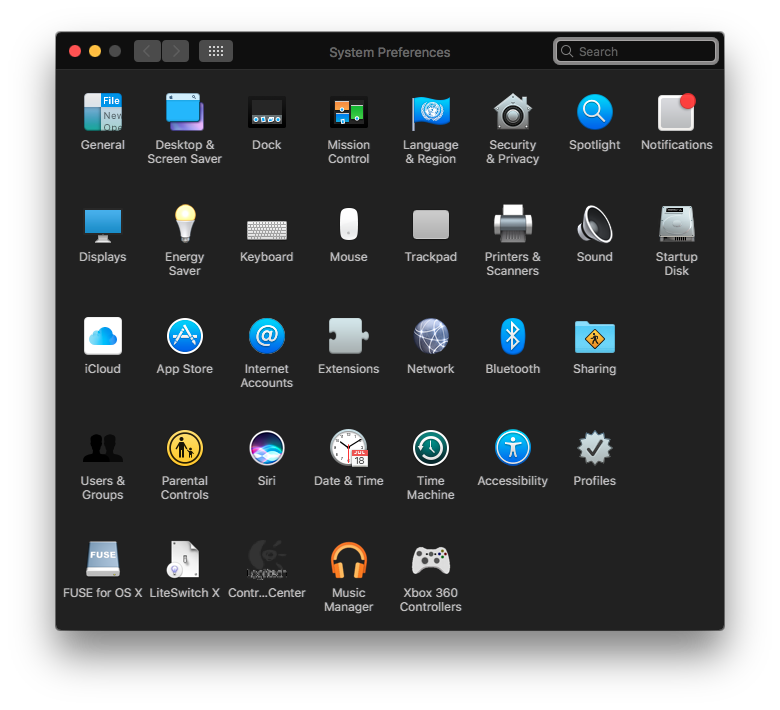 System Preferences
Search
File
New
Ope
General
Desktop &
Screen Saver
Dock
Mission
Control
Language
& Region
Security
& Privacy
Spotlight
Notifications
Displays
Energy
Saver
Keyboard
Mouse
Trackpad
Printers &
Scanners
Sound
Startup
Disk
iCloud
App Store
@
Internet
Accounts
Extensions
Network
Bluetooth
Sharing
Users &
Groups
Parental
Controls
Siri
JUL
18
Date & Time
Time
Machine
Accessibility
Profiles
FUSE
FUSE for OS X
LiteSwitch X
Logitech
Contr...Center
Music
Manager
Xbox 360
Controllers